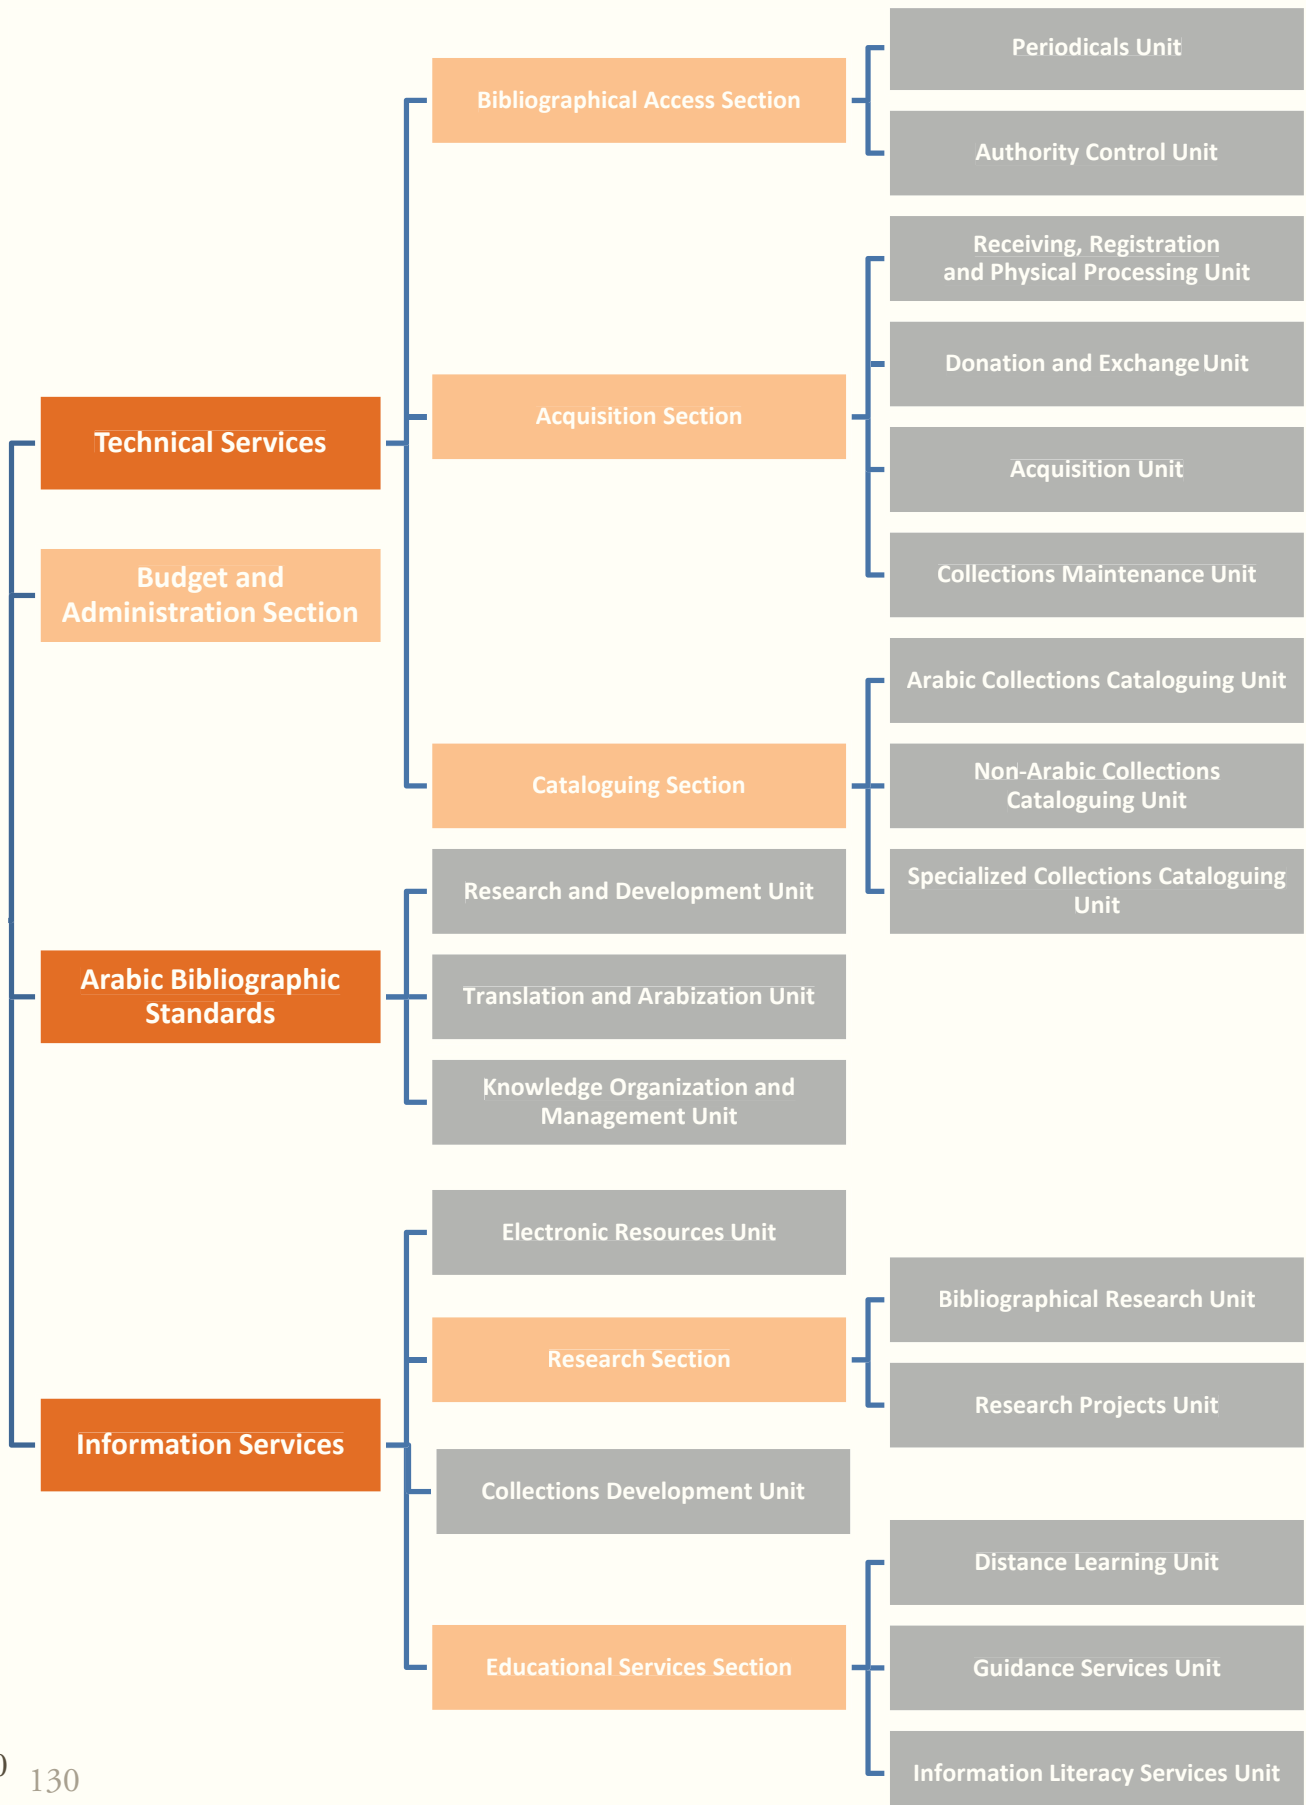 Periodicals Unit
Bibliographical Access Section
Authority Control Unit
Receiving, Registration
and Physical Processing Unit
Donation and Exchange Unit
Technical Services
Acquisition Section
Acquisition Unit
Budget and
Administration Section
Collections Maintenance Unit
Arabic Collections Cataloguing Unit
Cataloguing Section
Non-Arabic Collections
Cataloguing Unit
Research and Development Unit
Specialized Collections Cataloguing
Unit
Arabic Bibliographic
Standards
Translation and Arabization Unit
Knowledge Organization and
Management Unit
Electronic Resources Unit
Bibliographical Research Unit
Research Section
Research Projects Unit
Information Services
Collections Development Unit
Distance Learning Unit
Educational Services Section
Guidance Services Unit
Information Literacy Services Unit
130